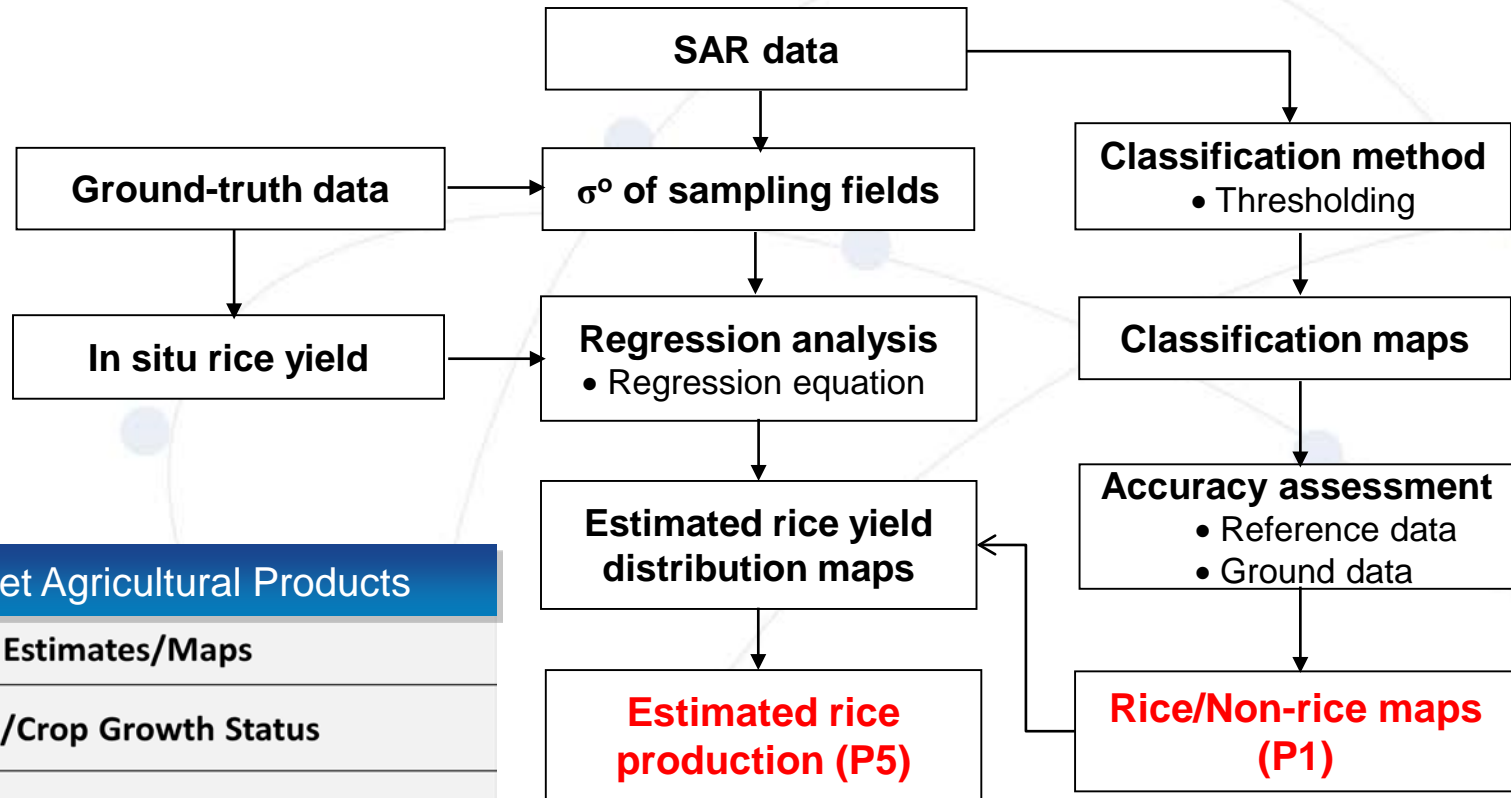 SAR data
Ground-truth data
σº of sampling fields
Classification method
• Thresholding
In situ rice yield
Regression analysis
• Regression equation
Classification maps
Estimated rice yield
distribution maps
Accuracy assessment
• Reference data
• Ground data
et Agricultural Products
Estimates/Maps
/Crop Growth Status
Estimated rice
production (P5)
Rice/Non-rice maps
(P1)